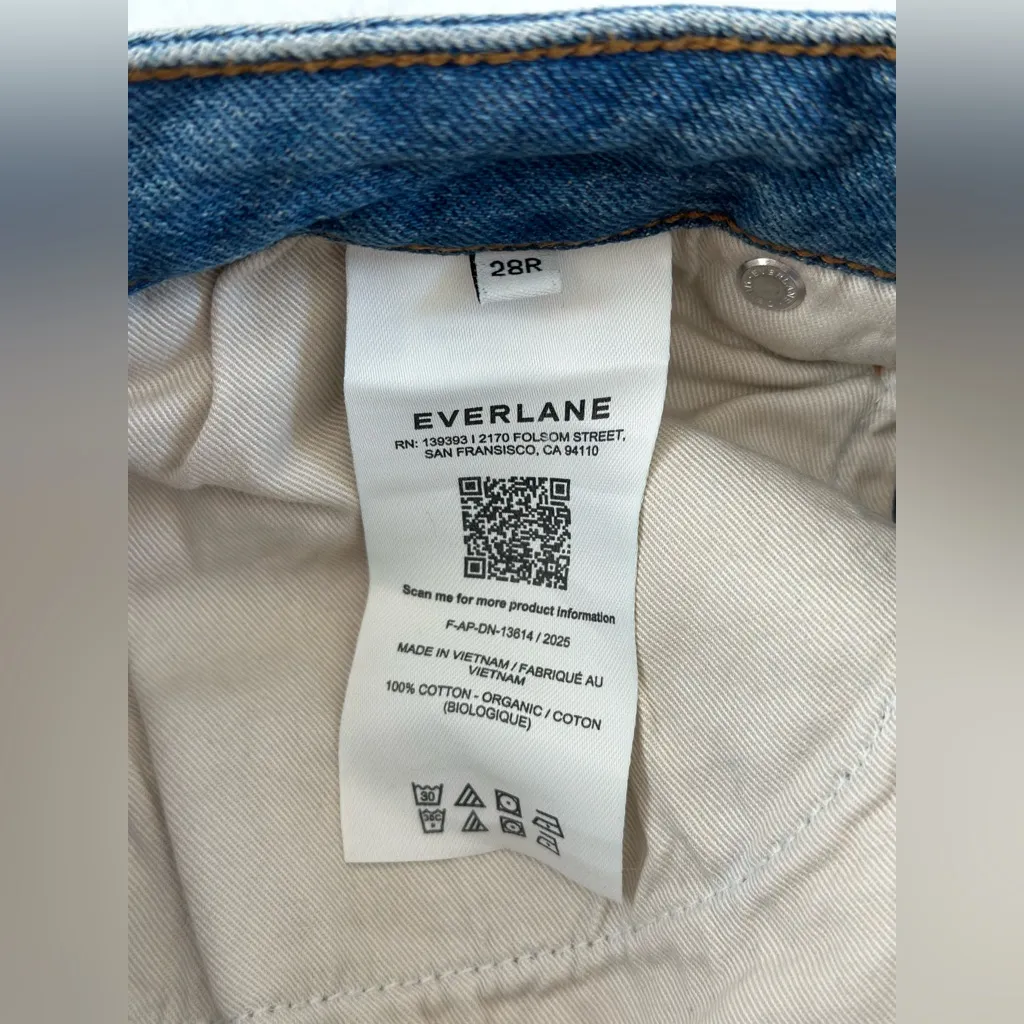 28R
EVERLANE
RN: 139393 I 2170 FOLSOM STREET,
SAN FRANSISCO, CA 94110
Scan me for more product information
F-AP-DN-13614 / 2025
MADE IN VIETNAM / FABRIQUÉ AU
VIETNAM
100% COTTON - ORGANIC / COTON
(BIOLOGIQUE)
30